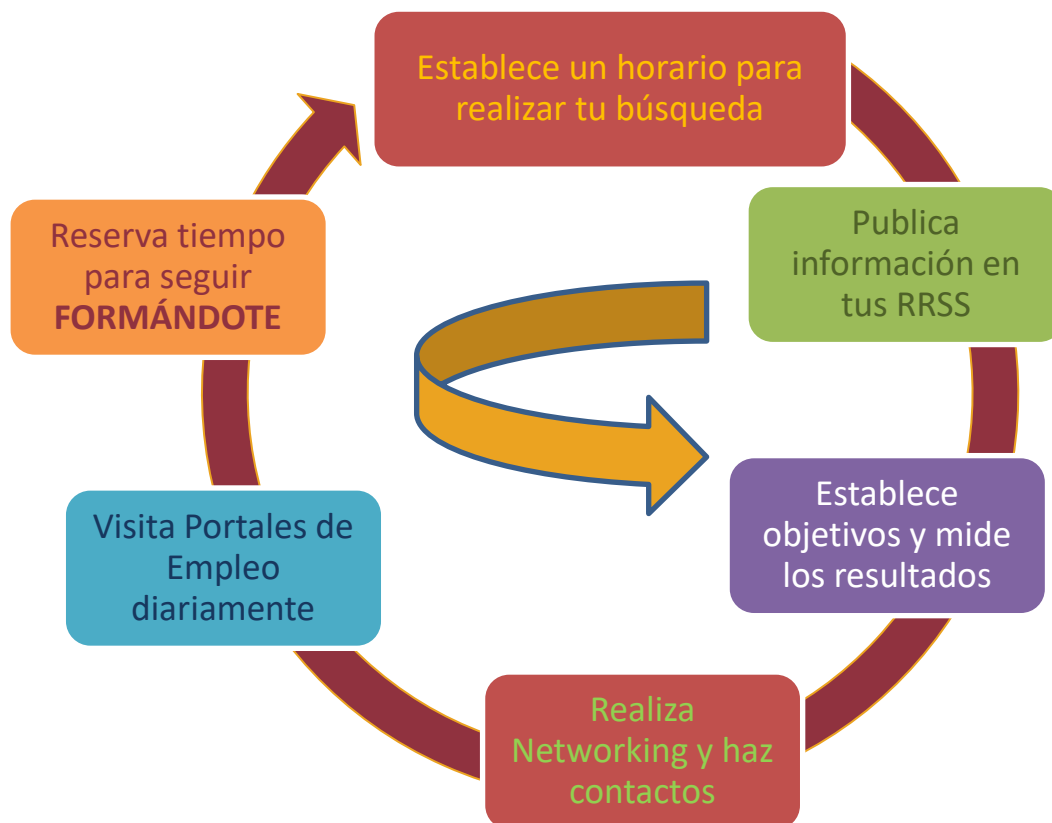 Establece un horario para
realizar tu búsqueda
Publica
información en
tus RRSS
Establece
objetivos y mide
los resultados
Realiza
Networking y haz
contactos
Visita Portales de
Empleo
diariamente
Reserva tiempo
para seguir
FORMÁNDOTE